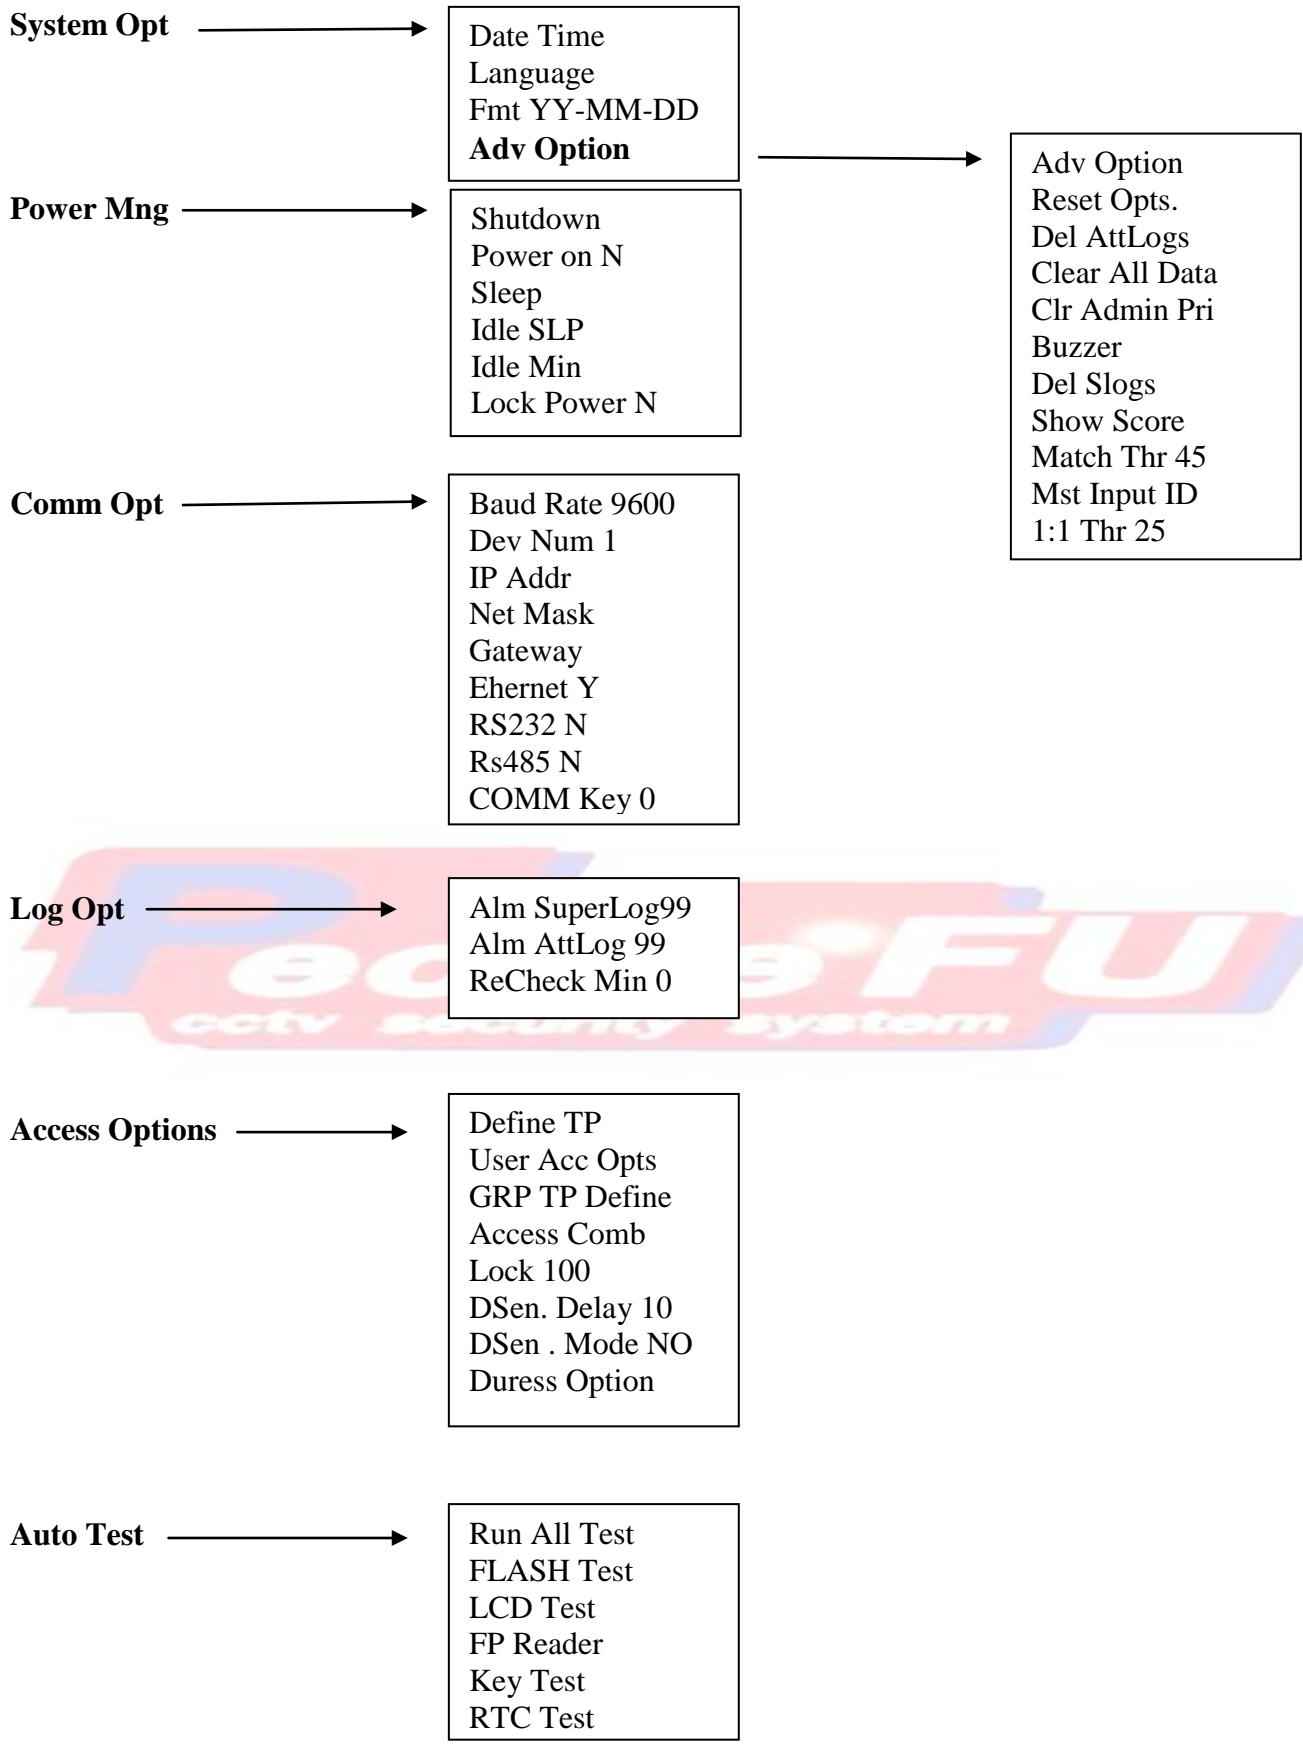 System Opt
Date Time
Language
Fmt YY-MM-DD
Adv Option
Adv Option
Reset Opts.
Del AttLogs
Clear All Data
Clr Admin Pri
Buzzer
Del Slogs
Show Score
Match Thr 45
Mst Input ID
1:1 Thr 25
Power Mng
Shutdown
Power on N
Sleep
Idle SLP
Idle Min
Lock Power N
Comm Opt
Baud Rate 9600
Dev Num 1
IP Addr
Net Mask
Gateway
Ehernet Y
RS232 N
Rs485 N
COMM Key 0
Log Opt
Alm SuperLog99
Alm AttLog 99
ReCheck Min 0
FU
cctv security system
Access Options
Define TP
User Acc Opts
GRP TP Define
Access Comb
Lock 100
DSen. Delay 10
DSen . Mode NO
Duress Option
Auto Test
Run All Test
FLASH Test
LCD Test
FP Reader
Key Test
RTC Test